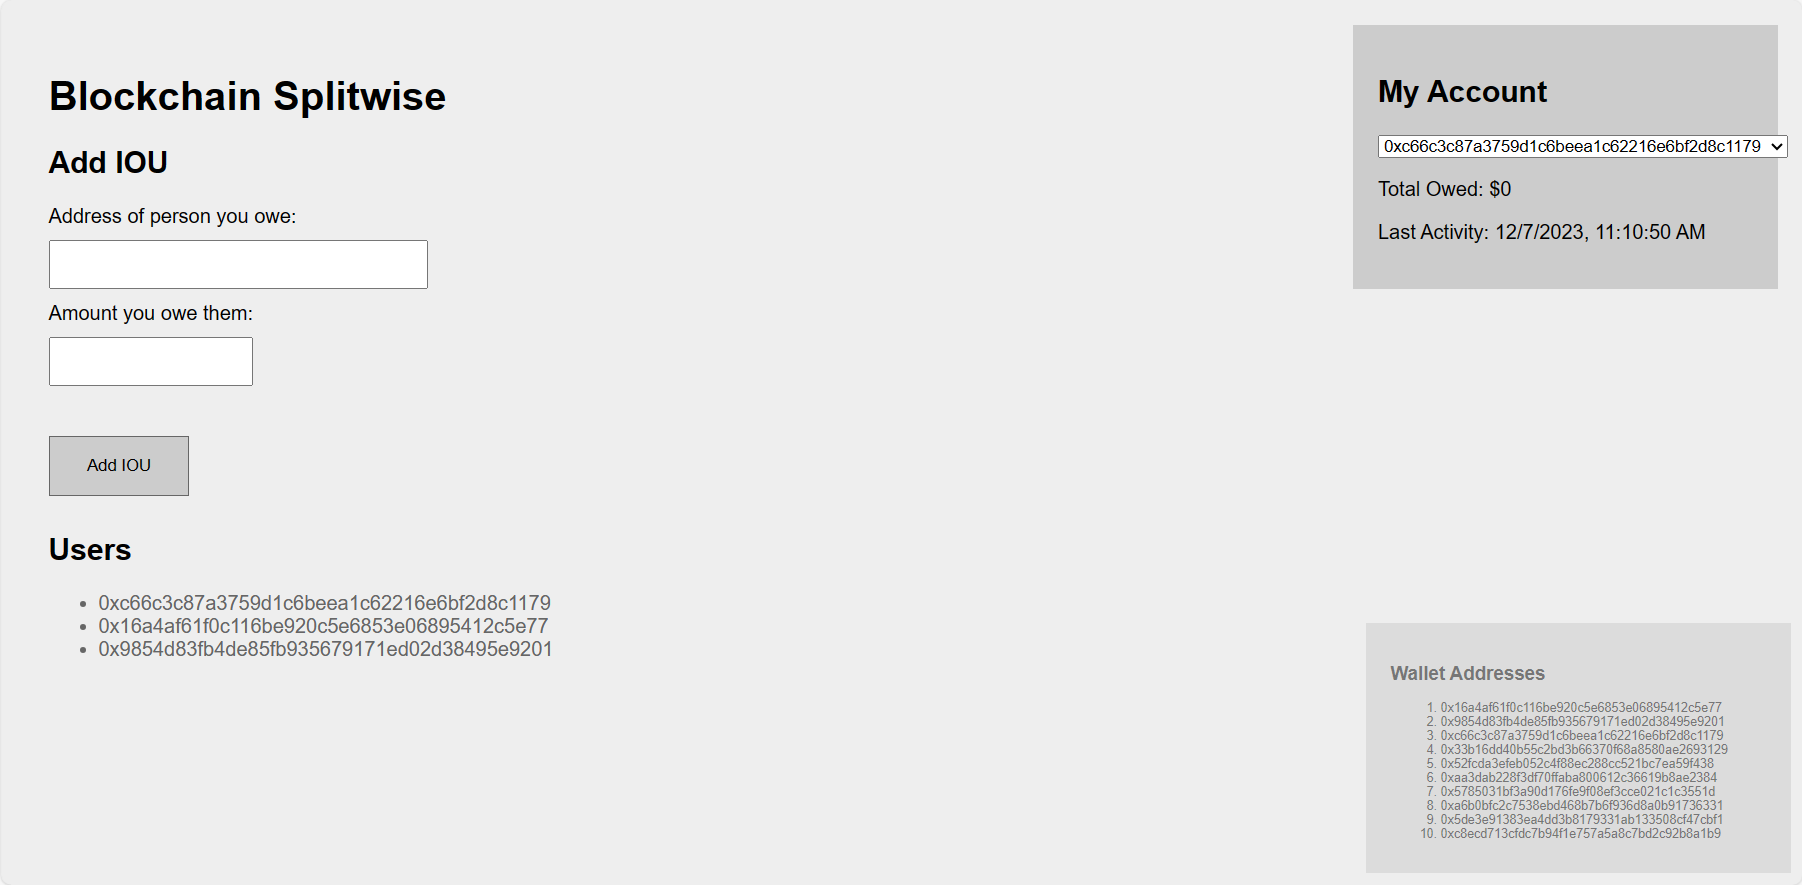 Blockchain Splitwise
Add IOU
Address of person you owe:
Amount you owe them:
Add IOU
Users
• 0xc66c3c87a3759d1c6beea1c62216e6bf2d8c1179
• 0x16a4af61f0c116be920c5e6853e06895412c5e77
• 0x9854d83fb4de85fb935679171ed02d38495e9201
My Account
0xc66c3c87a3759d1c6beea1c62216e6bf2d8c1179
Total Owed: $0
Last Activity: 12/7/2023, 11:10:50 AM
Wallet Addresses
1. 0x16a4af61f0c116be920c5e6853e06895412c5e77
2. 0x9854d83fb4de85fb935679171ed02d38495e9201
3. 0xc66c3c87a3759d1c6beea1c62216e6bf2d8c1179
4. 0x33b16dd40b55c2bd3b66370f68a8580ae2693129
5. 0x52fcda3efeb052c4f88ec288cc521bc7ea59f438
6. 0xaa3dab228f3df70ffaba800612c36619b8ae2384
7. 0x5785031bf3a90d176fe9f08ef3cce021c1c3551d
8. 0xa6b0bfc2c7538ebd468b7b6f936d8a0b91736331
9. 0x5de3e91383ea4dd3b8179331ab133508cf47cbf1
10. 0xc8ecd713cfdc7b94f1e757a5a8c7bd2c92b8a1b9